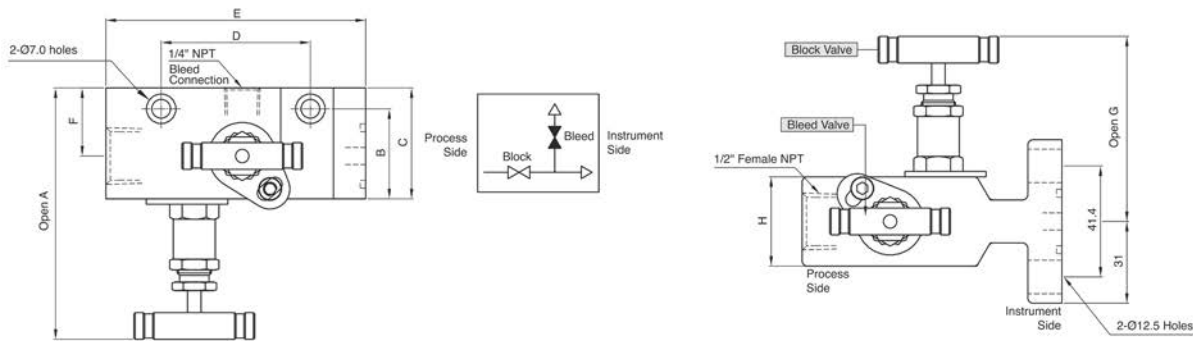 E
D
2-Ø7.0 holes
1/4" NPT
Bleed
Connection
F
B
C
Open A
Process
Side
Bleed
Block
Instrument
Side
Block Valve
Bleed Valve
1/2" Female NPT
H
Open G
41.4
31
Process
Side
Instrument
Side
2-Ø12.5 Holes